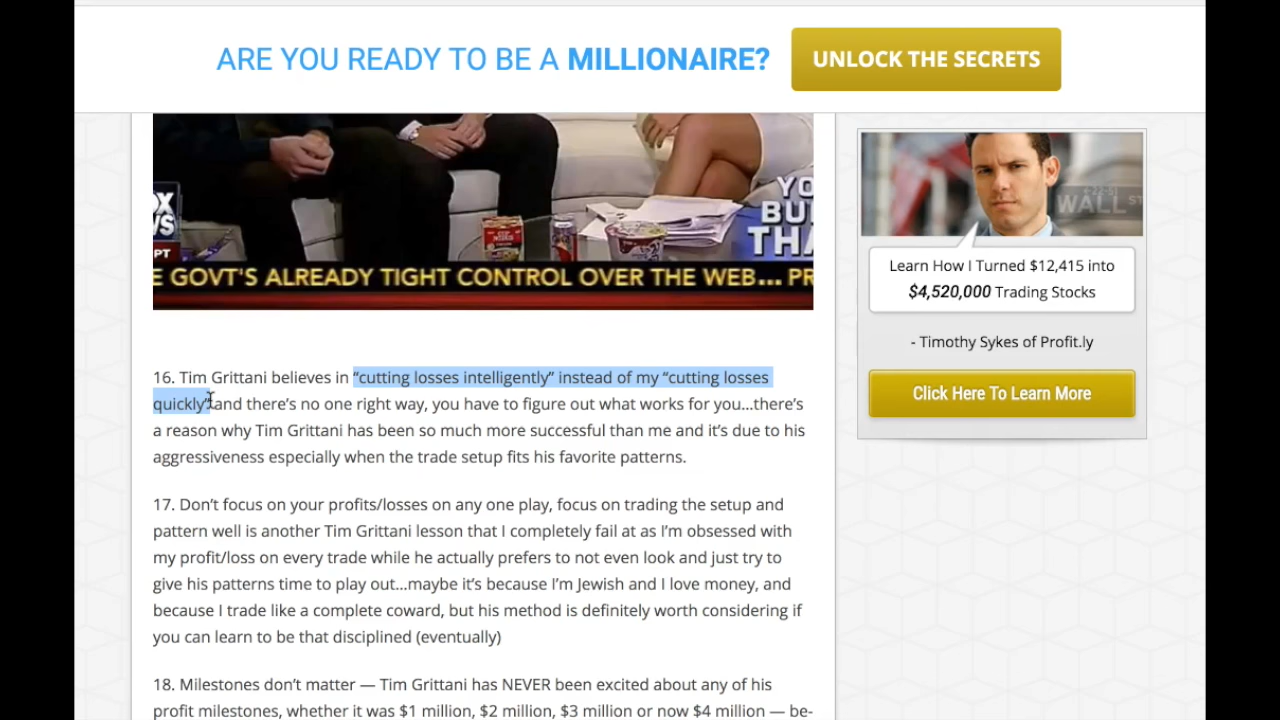 ARE YOU READY TO BE A MILLIONAIRE?
UNLOCK THE SECRETS
YO
BU
THA
E GOVT'S ALREADY TIGHT CONTROL OVER THE WEB... PR
WALL ST
Learn How I Turned $12,415 into
$4,520,000 Trading Stocks
- Timothy Sykes of Profit.ly
Click Here To Learn More
16. Tim Grittani believes in “cutting losses intelligently” instead of my “cutting losses
quickly” and there’s no one right way, you have to figure out what works for you…there’s
a reason why Tim Grittani has been so much more successful than me and it’s due to his
aggressiveness especially when the trade setup fits his favorite patterns.
17. Don’t focus on your profits/losses on any one play, focus on trading the setup and
pattern well is another Tim Grittani lesson that I completely fail at as I’m obsessed with
my profit/loss on every trade while he actually prefers to not even look and just try to
give his patterns time to play out…maybe it’s because I’m Jewish and I love money, and
because I trade like a complete coward, but his method is definitely worth considering if
you can learn to be that disciplined (eventually)
18. Milestones don’t matter — Tim Grittani has NEVER been excited about any of his
profit milestones, whether it was $1 million, $2 million, $3 million or now $4 million — be-